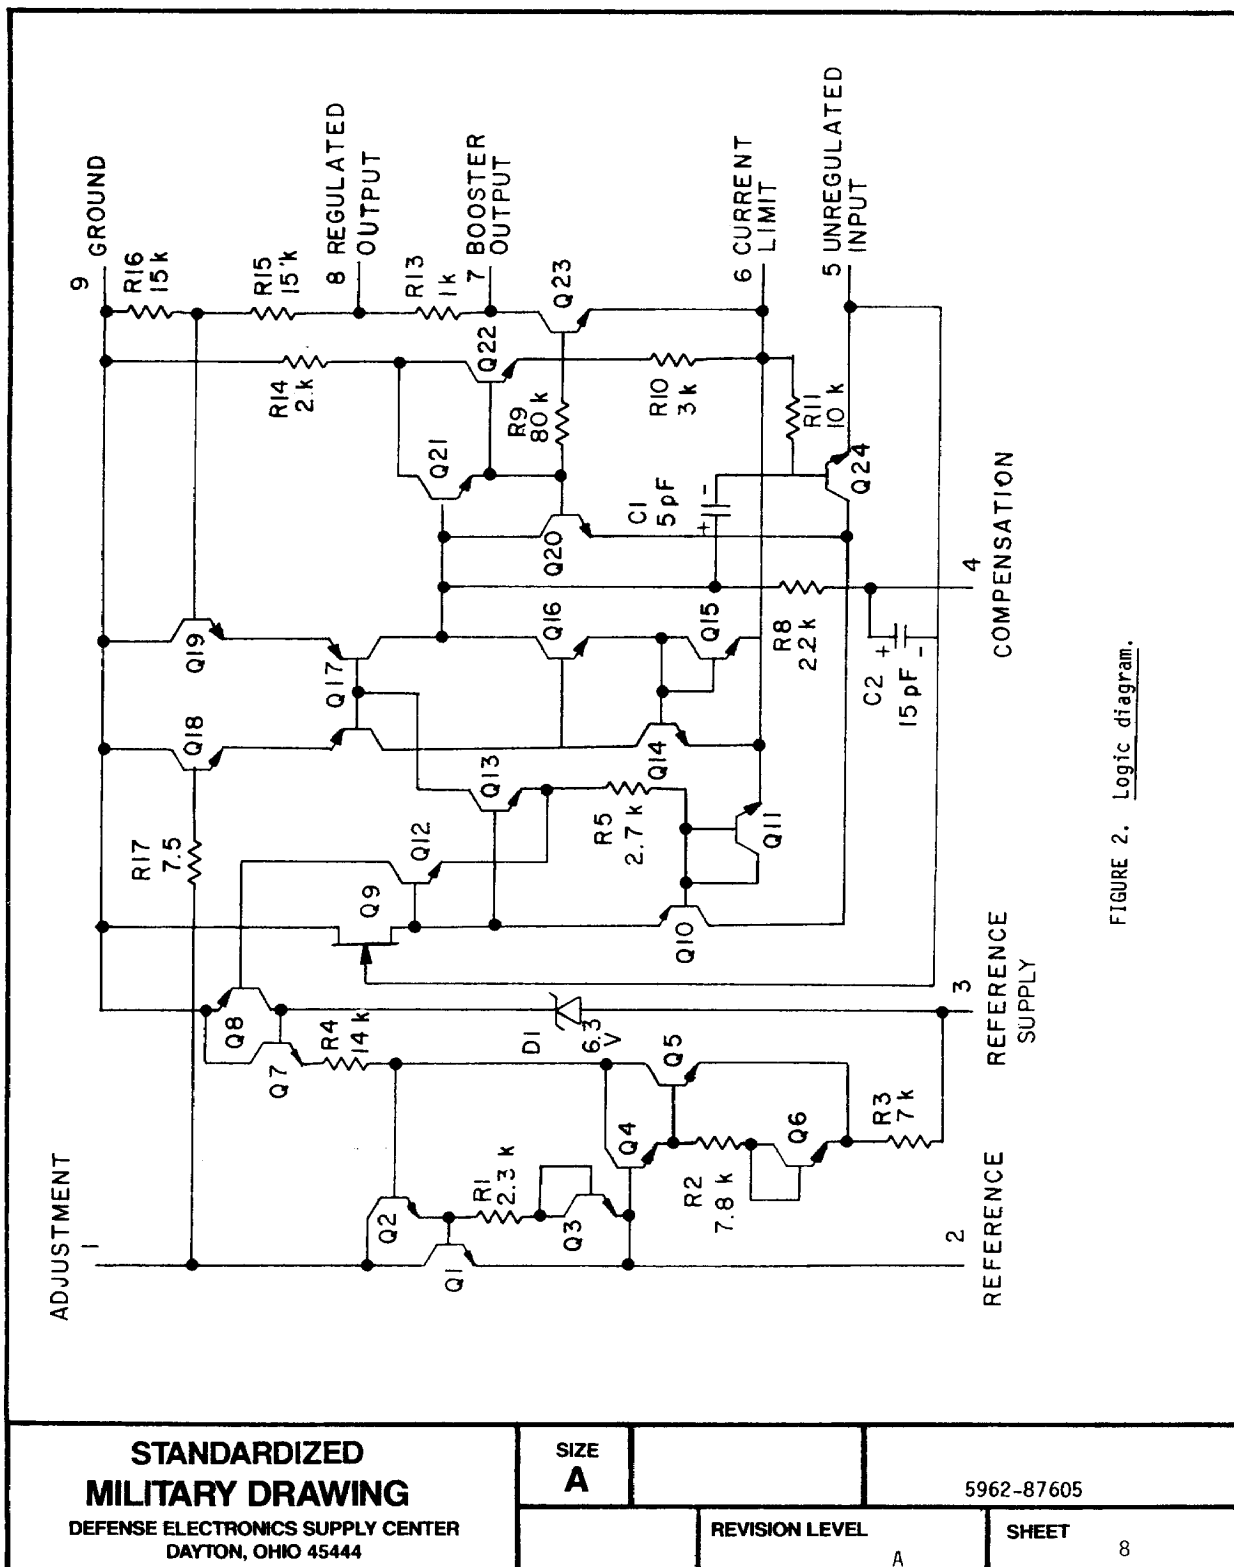 9 GROUND
R16
15 k
R15
15 k
8 REGULATED
OUTPUT
R13
1k
7 BOOSTER
OUTPUT
Q23
6 CURRENT
LIMIT
5 UNREGULATED
INPUT
R14
2 k
Q22
R10
3 k
R11
10 k
R9
80 k
Q21
Q24
C1
5 pF
+
-
Q20
4
COMPENSATION
Q19
Q17
Q16
Q15
R8
2.2k
C2
15 pF
+
-
Q18
Q14
Q13
R5
2.7 k
Q11
R17
7.5
Q12
Q9
Q10
3
REFERENCE
SUPPLY
Q8
Q7
R4
14 k
D1
6.3
V
Q5
Q4
Q6
R3
7 k
R2
7.8 k
ADJUSTMENT
1
Q2
Q1
R1
2.3 k
Q3
2
REFERENCE
FIGURE 2. Logic diagram.
STANDARDIZED
MILITARY DRAWING
DEFENSE ELECTRONICS SUPPLY CENTER
DAYTON, OHIO 45444
SIZE
A
5962-87605
REVISION LEVEL
A
SHEET
8